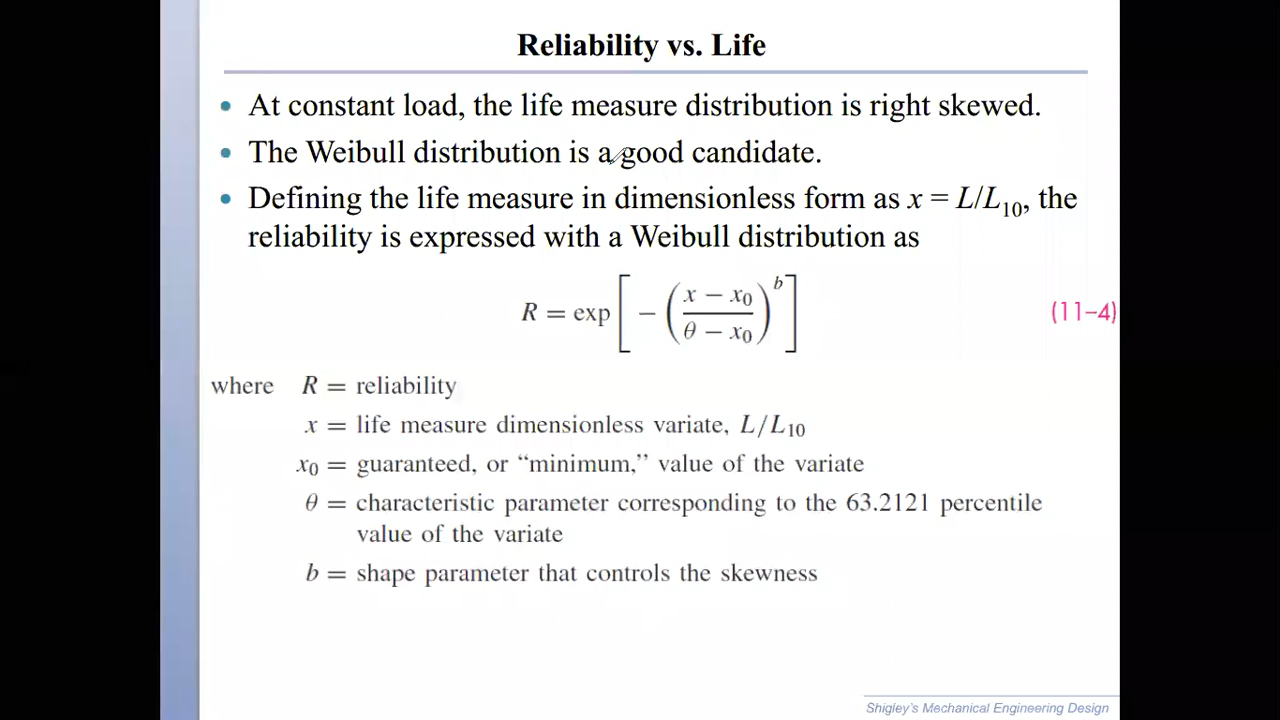 Reliability vs. Life
• At constant load, the life measure distribution is right skewed.
• The Weibull distribution is a good candidate.
• Defining the life measure in dimensionless form as x = L/L10, the
reliability is expressed with a Weibull distribution as
R = exp[−((x − x0)/(θ − x0))^b] (11–4)
where R = reliability
x = life measure dimensionless variate, L/L10
x0 = guaranteed, or “minimum,” value of the variate
θ = characteristic parameter corresponding to the 63.2121 percentile
value of the variate
b = shape parameter that controls the skewness
Shigley’s Mechanical Engineering Design